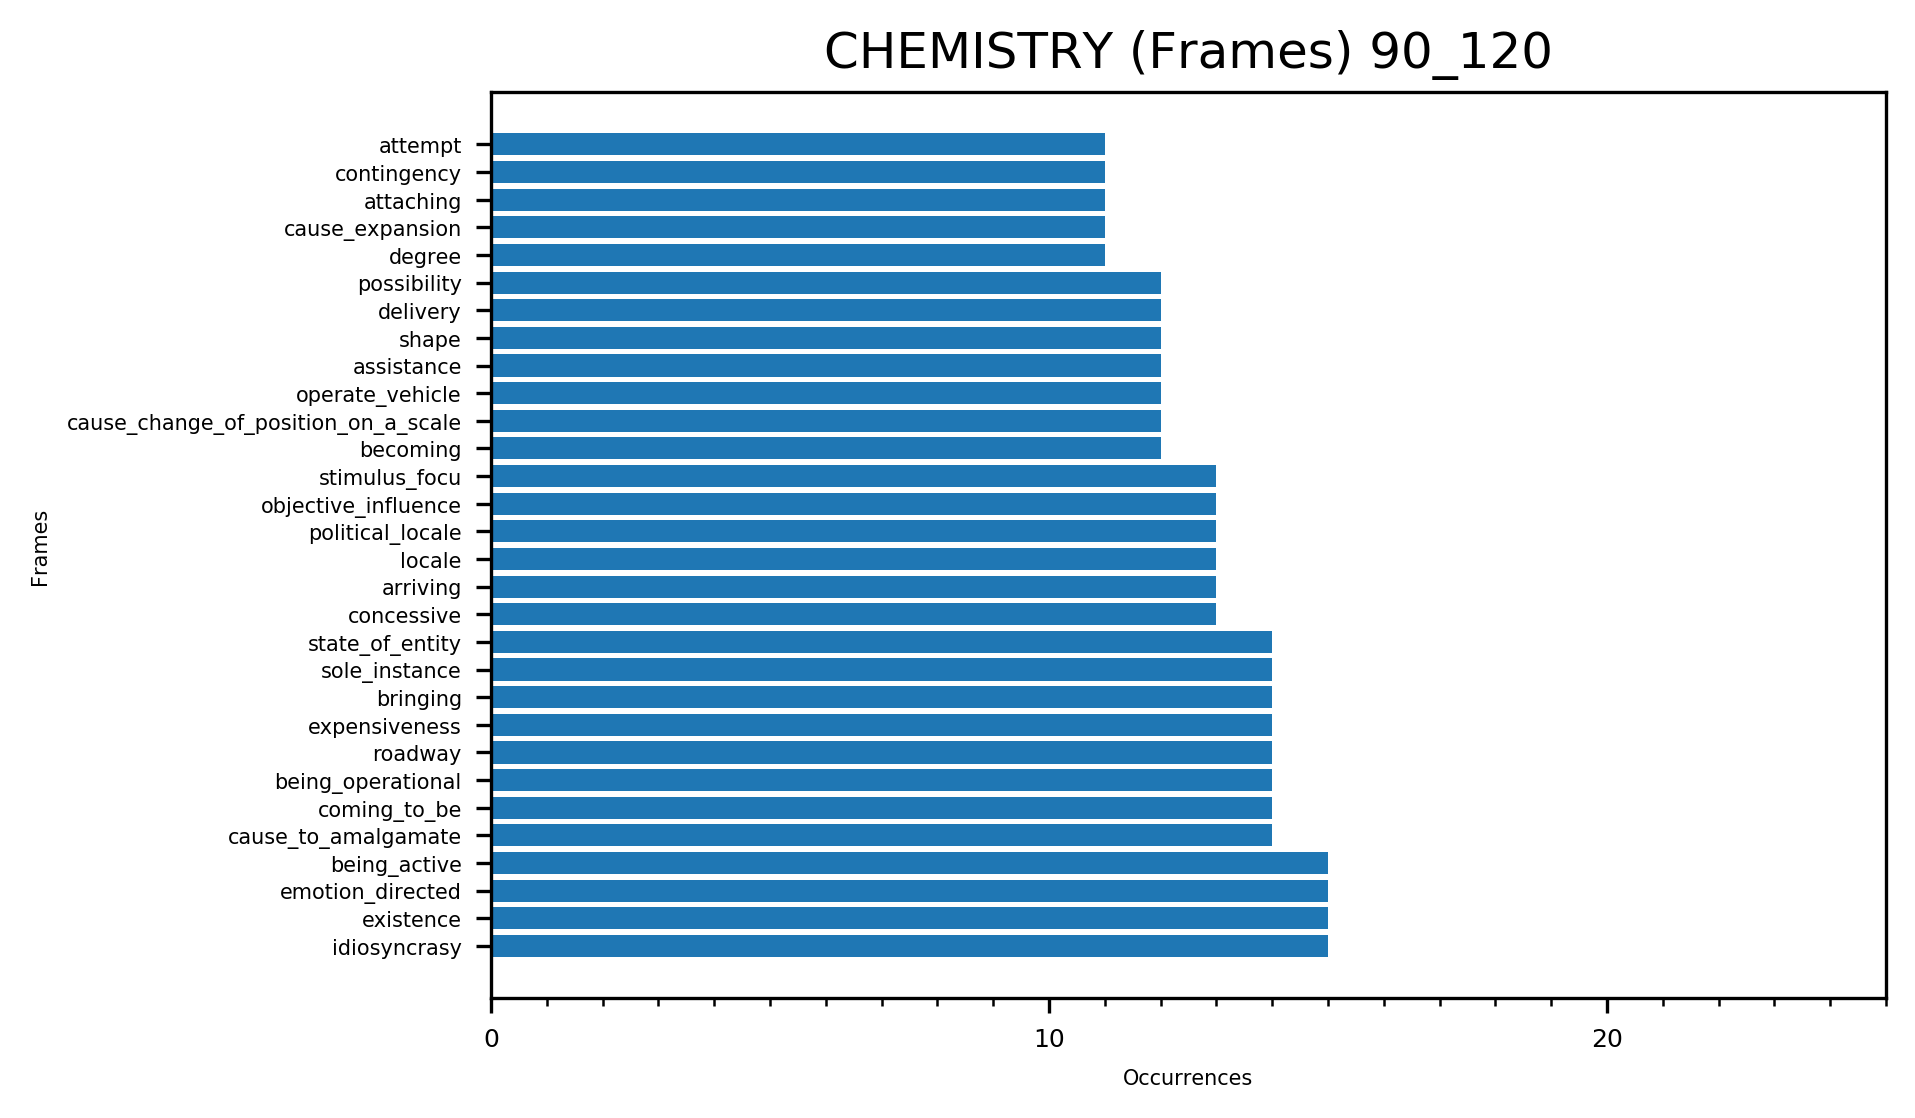 CHEMISTRY (Frames) 90_120
attempt
contingency
attaching
cause_expansion
degree
possibility
delivery
shape
assistance
operate_vehicle
cause_change_of_position_on_a_scale
becoming
stimulus_focu
objective_influence
political_locale
locale
arriving
concessive
state_of_entity
sole_instance
bringing
expensiveness
roadway
being_operational
coming_to_be
cause_to_amalgamate
being_active
emotion_directed
existence
idiosyncrasy
Frames
0 10 20
Occurrences